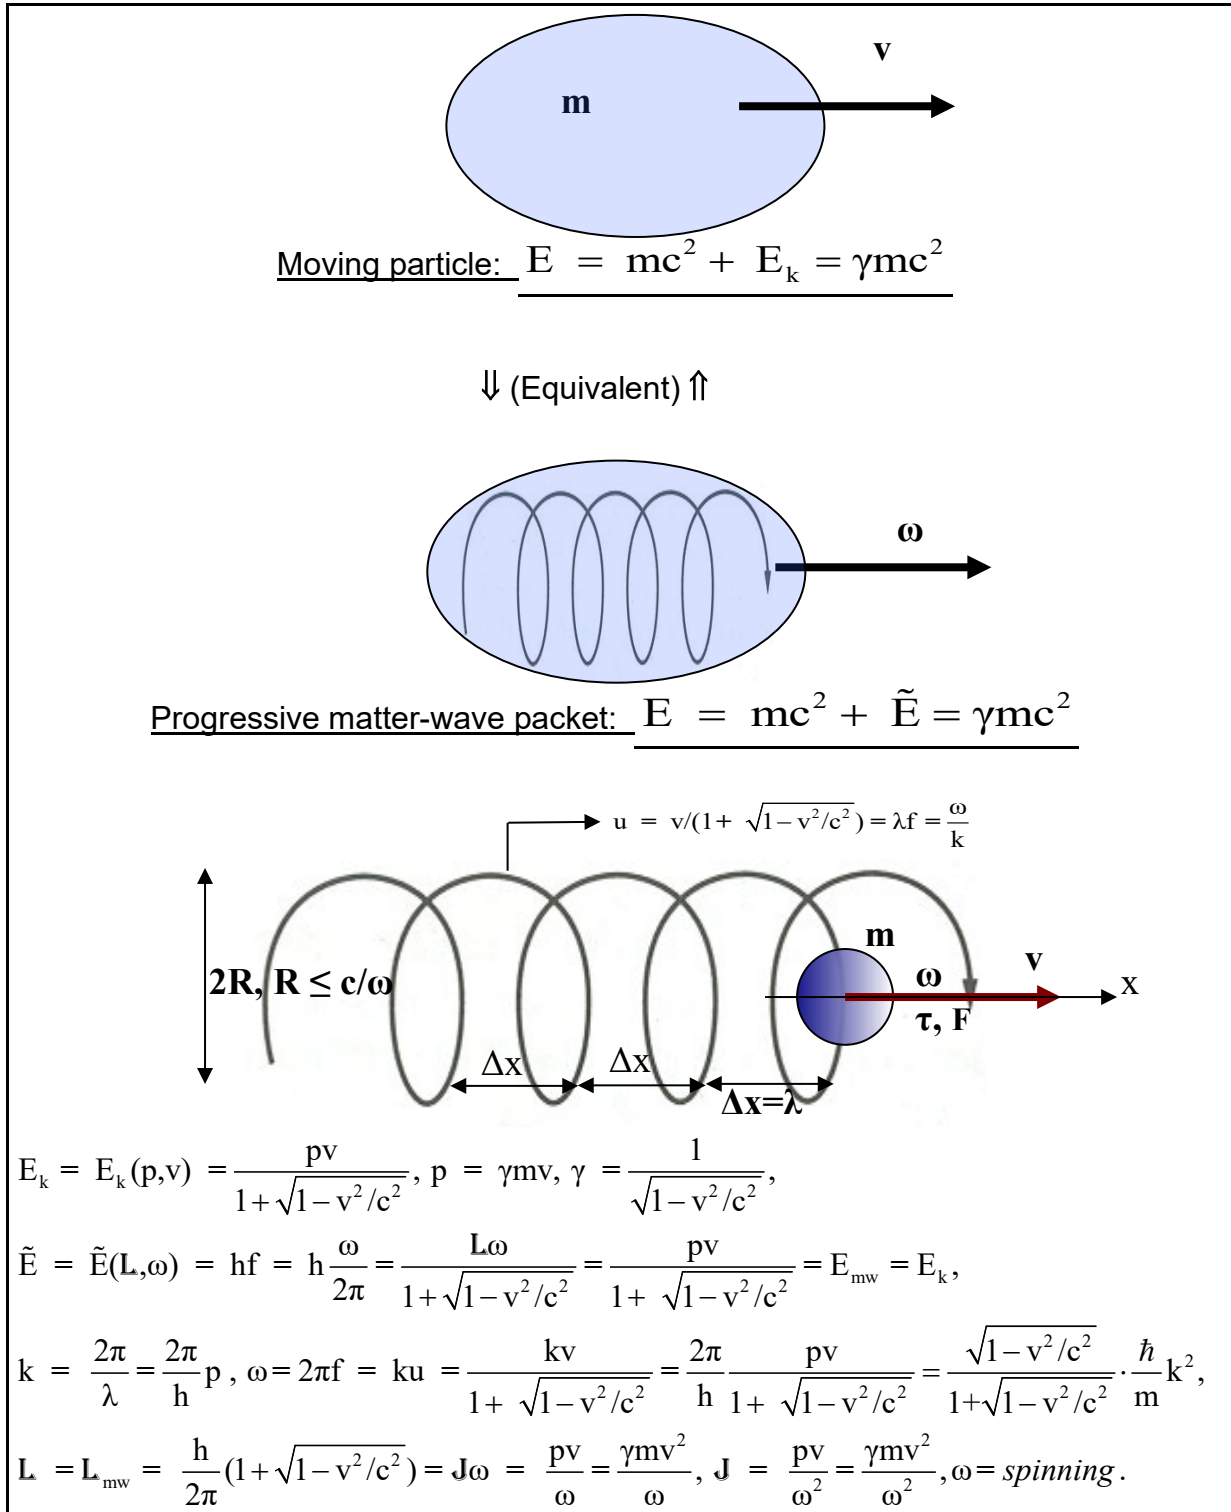 v
m
Moving particle: E = mc² + Eₖ = γmc²
⇓ (Equivalent) ⇑
ω
Progressive matter-wave packet: E = mc² + Ẽ = γmc²
u = v/(1+ √(1−v²/c²)) = λf = ω/k
m
2R, R ≤ c/ω
ω
v
x
τ, F
Δx
Δx
Δx=λ
Eₖ = Eₖ(p,v) = pv/(1+√(1−v²/c²)), p = γmv, γ = 1/√(1−v²/c²),
Ẽ = Ẽ(L,ω) = hf = h ω/2π = Lω/(1+√(1−v²/c²)) = pv/(1+ √(1−v²/c²)) = E_mw = Eₖ,
k = 2π/λ = 2π/h p , ω = 2πf = ku = kv/(1+ √(1−v²/c²)) = 2π/h pv/(1+ √(1−v²/c²)) = √(1−v²/c²)/(1+√(1−v²/c²)) · ħ/m k²,
L = L_mw = h/2π (1+√(1−v²/c²)) = Jω = pv/ω = γmv²/ω, J = pv/ω² = γmv²/ω², ω = spinning.